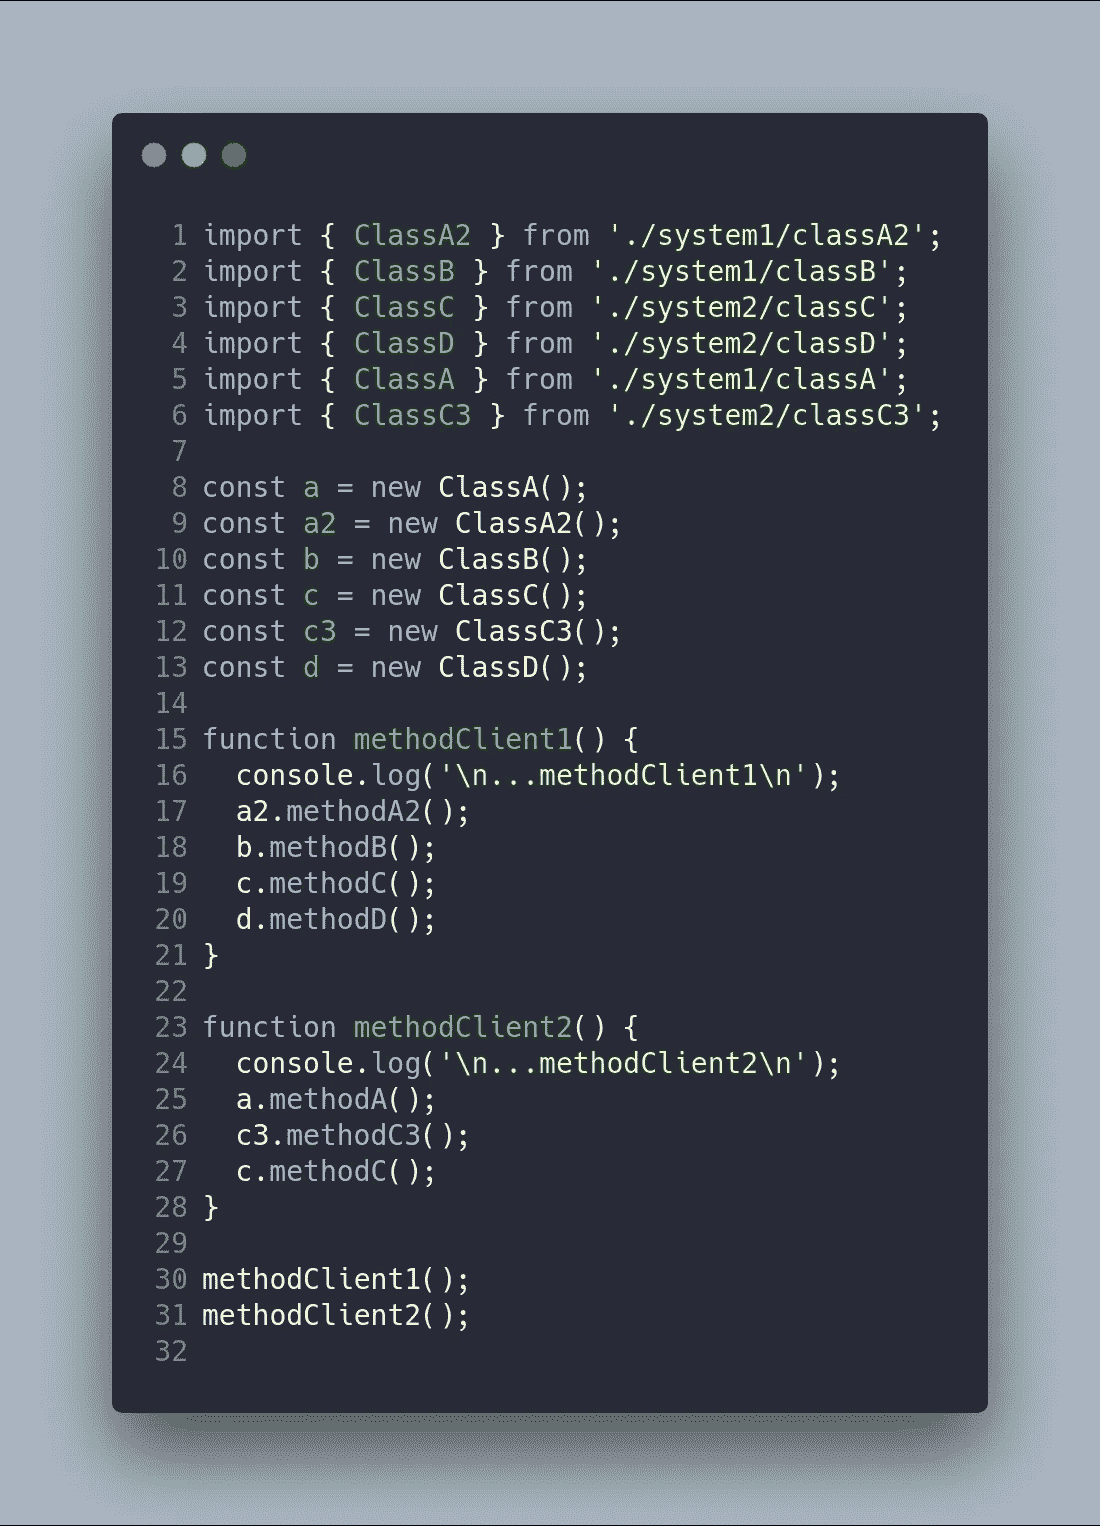 1 import { ClassA2 } from './system1/classA2';
2 import { ClassB } from './system1/classB';
3 import { ClassC } from './system2/classC';
4 import { ClassD } from './system2/classD';
5 import { ClassA } from './system1/classA';
6 import { ClassC3 } from './system2/classC3';
7
8 const a = new ClassA();
9 const a2 = new ClassA2();
10 const b = new ClassB();
11 const c = new ClassC();
12 const c3 = new ClassC3();
13 const d = new ClassD();
14
15 function methodClient1() {
16   console.log('\n...methodClient1\n');
17   a2.methodA2();
18   b.methodB();
19   c.methodC();
20   d.methodD();
21 }
22
23 function methodClient2() {
24   console.log('\n...methodClient2\n');
25   a.methodA();
26   c3.methodC3();
27   c.methodC();
28 }
29
30 methodClient1();
31 methodClient2();
32